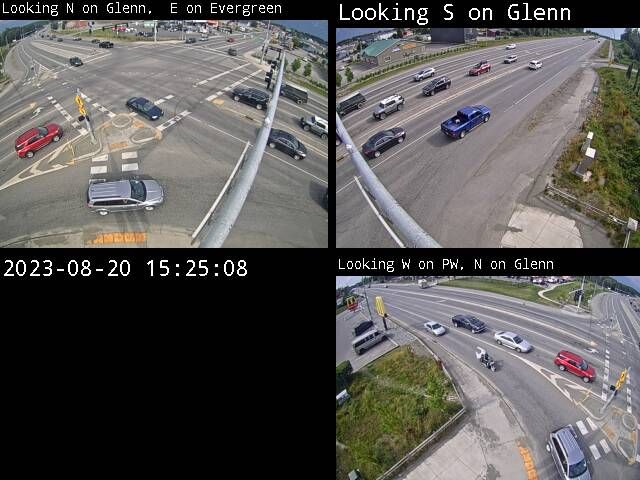 Looking N on Glenn, E on Evergreen
Looking S on Glenn
2023-08-20 15:25:08
Looking W on PW, N on Glenn